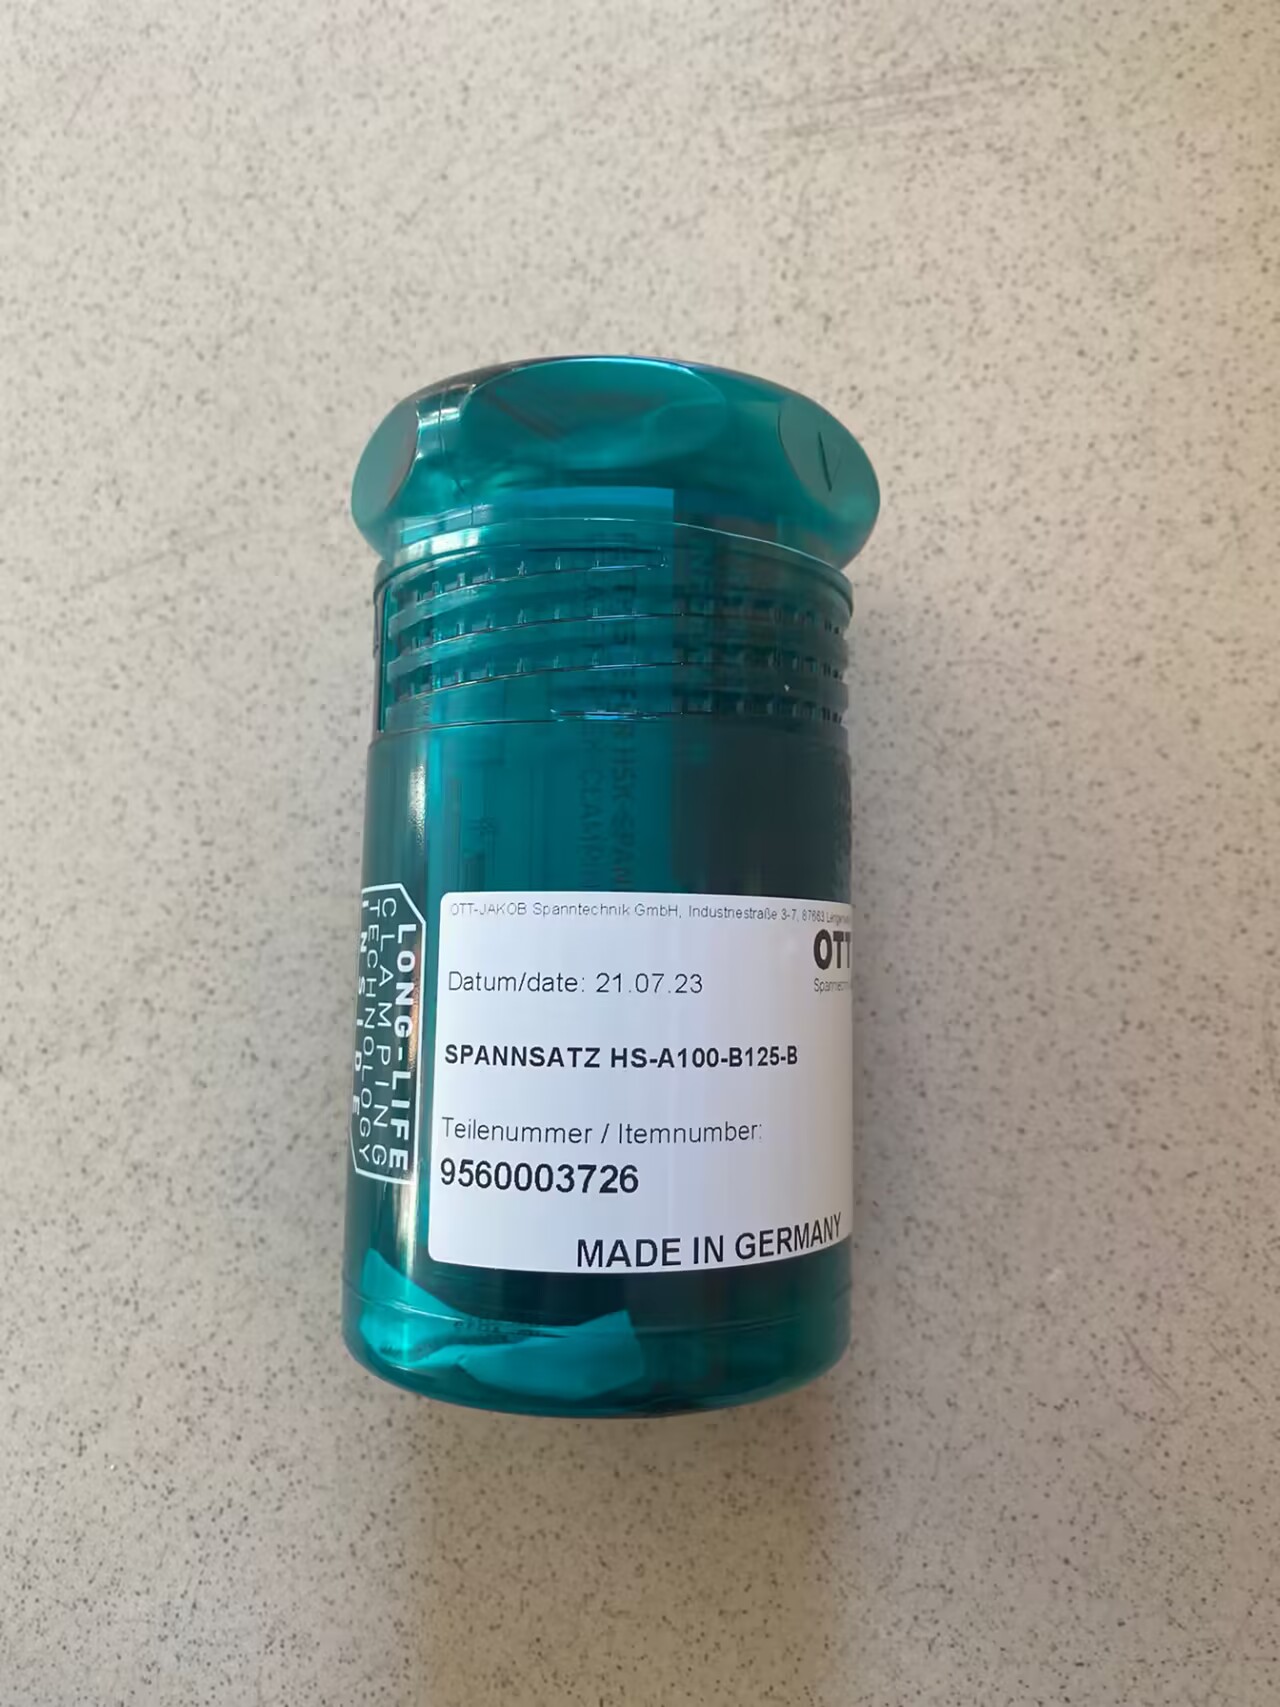 OTT-JAKOB Spanntechnik GmbH, Industriestraße 3-7, 87663
OTT
Datum/date: 21.07.23
SPANNSATZ HS-A100-B125-B
Teilenummer / Itemnumber:
9560003726
MADE IN GERMANY
LONG-LIFE
CLAMPING
TECHNOLOGY
INSIDE